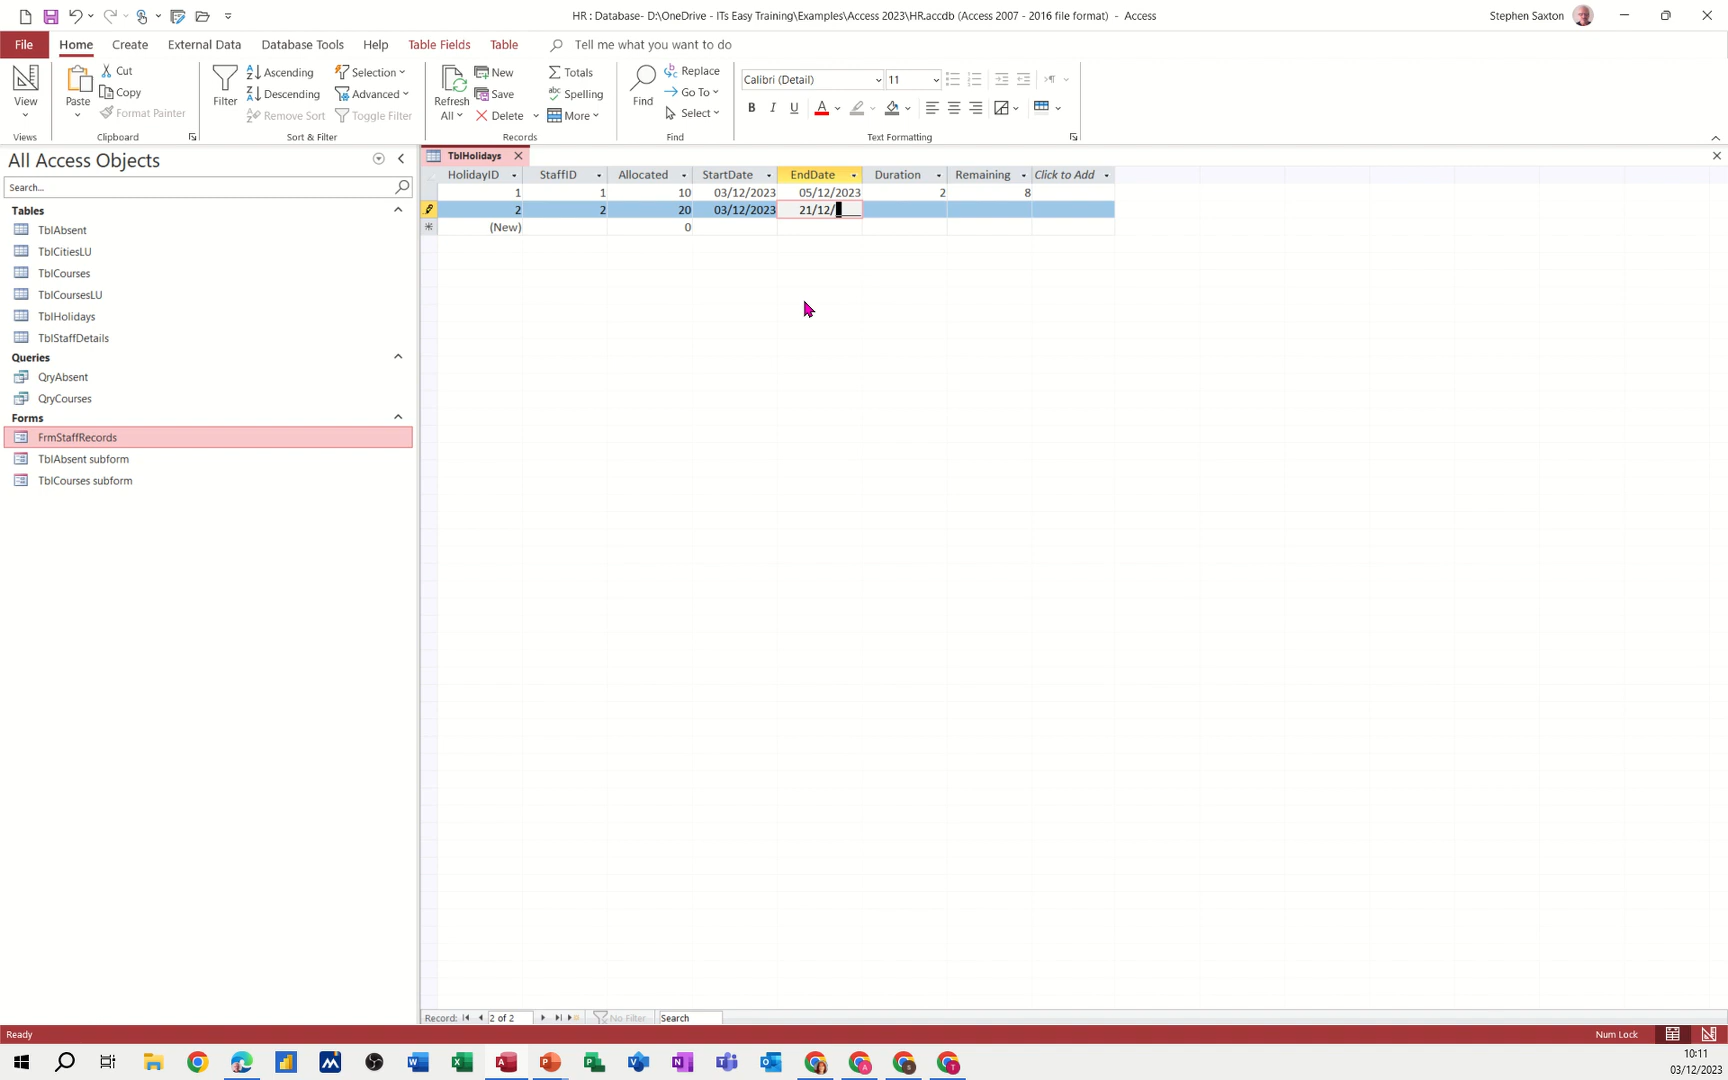 HR : Database- D:\OneDrive - ITs Easy Training\Examples\Access 2023\HR.accdb (Access 2007 - 2016 file format) - Access
Stephen Saxton
File Home Create External Data Database Tools Help Table Fields Table Tell me what you want to do
View
Views
Paste
Cut
Copy
Format Painter
Clipboard
Filter
Ascending
Descending
Remove Sort
Selection
Advanced
Toggle Filter
Sort & Filter
Refresh
All
New
Save
Delete
Totals
Spelling
More
Records
Find
Replace
Go To
Select
Find
Calibri (Detail) 11
B I U A
Text Formatting
All Access Objects
Search...
Tables
TblAbsent
TblCitiesLU
TblCourses
TblCoursesLU
TblHolidays
TblStaffDetails
Queries
QryAbsent
QryCourses
Forms
FrmStaffRecords
TblAbsent subform
TblCourses subform
TblHolidays
HolidayID StaffID Allocated StartDate EndDate Duration Remaining Click to Add
1 1 10 03/12/2023 05/12/2023 2 8
2 2 20 03/12/2023 21/12/____
(New) 0
Record: 2 of 2 No Filter Search
Ready
Num Lock
10:11
03/12/2023